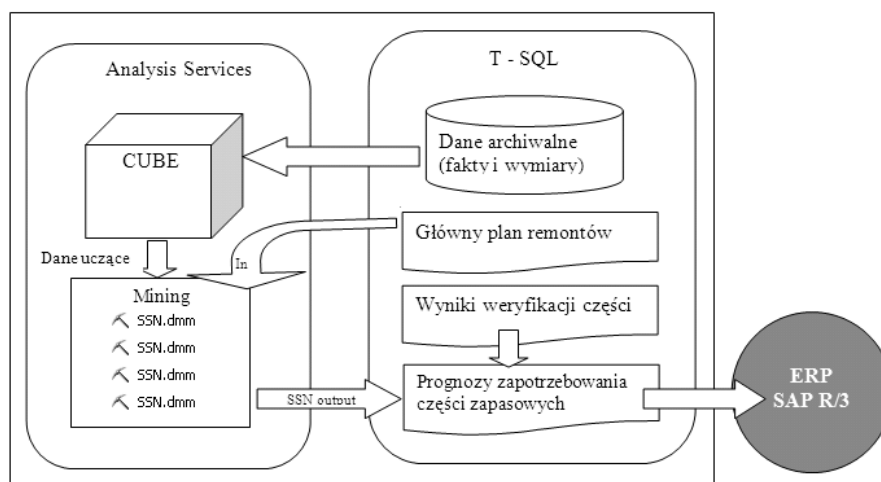 Analysis Services
T - SQL
CUBE
Dane archiwalne
(fakty i wymiary)
Główny plan remontów
Dane uczące
In
Mining
SSN.dmm
SSN.dmm
SSN.dmm
SSN.dmm
Wyniki weryfikacji części
SSN output
Prognozy zapotrzebowania
części zapasowych
ERP
SAP R/3